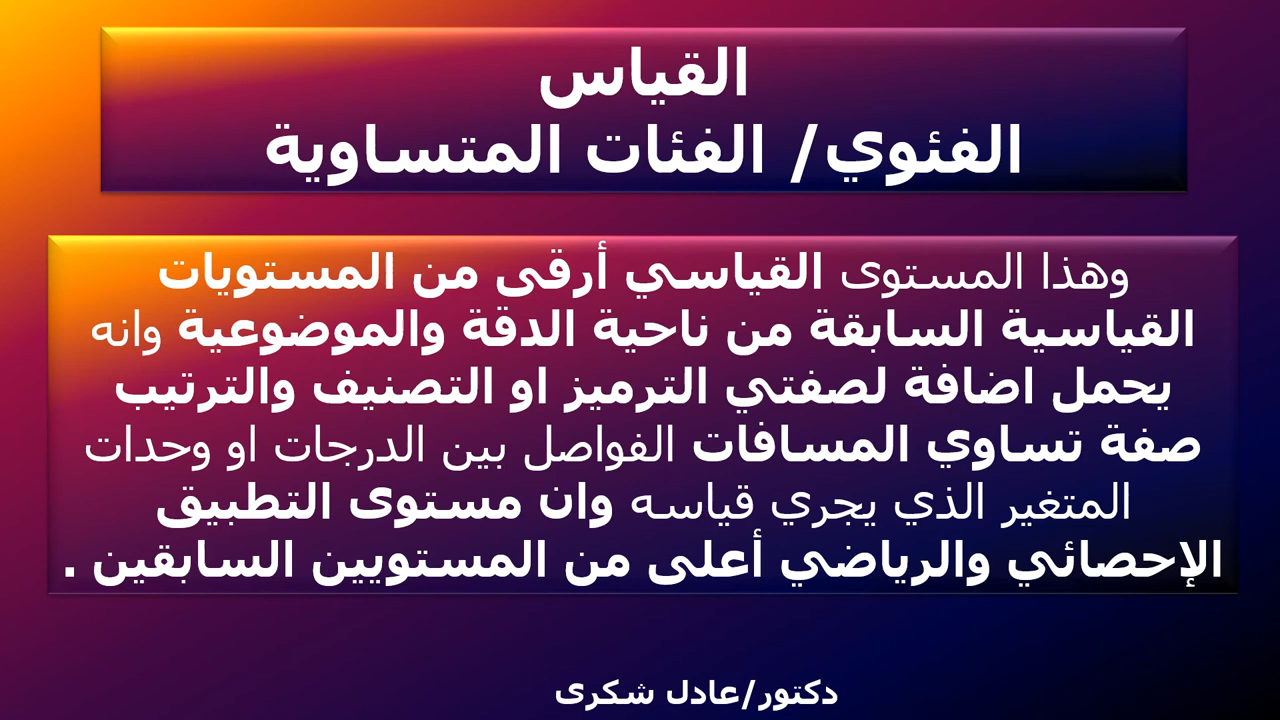 القياس
الفئوي/ الفئات المتساوية
وهذا المستوى القياسي أرقى من المستويات
القياسية السابقة من ناحية الدقة والموضوعية وانه
يحمل اضافة لصفتي الترميز او التصنيف والترتيب
صفة تساوي المسافات الفواصل بين الدرجات او وحدات
المتغير الذي يجري قياسه وان مستوى التطبيق
الإحصائي والرياضي أعلى من المستويين السابقين .
دكتور/عادل شكرى